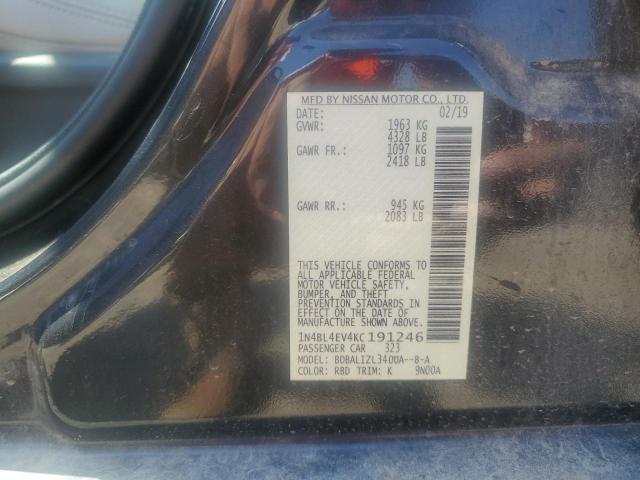 MFD BY NISSAN MOTOR CO., LTD.
DATE: 02/19
GVWR: 1963 KG
4328 LB
GAWR FR.: 1097 KG
2418 LB
GAWR RR.: 945 KG
2083 LB
THIS VEHICLE CONFORMS TO
ALL APPLICABLE FEDERAL
MOTOR VEHICLE SAFETY,
BUMPER, AND THEFT
PREVENTION STANDARDS IN
EFFECT ON THE DATE OF
MANUFACTURE SHOWN ABOVE.
1N4BL4EV4KC191246
PASSENGER CAR 323
MODEL:
COLOR: RBD TRIM: K 9N00A